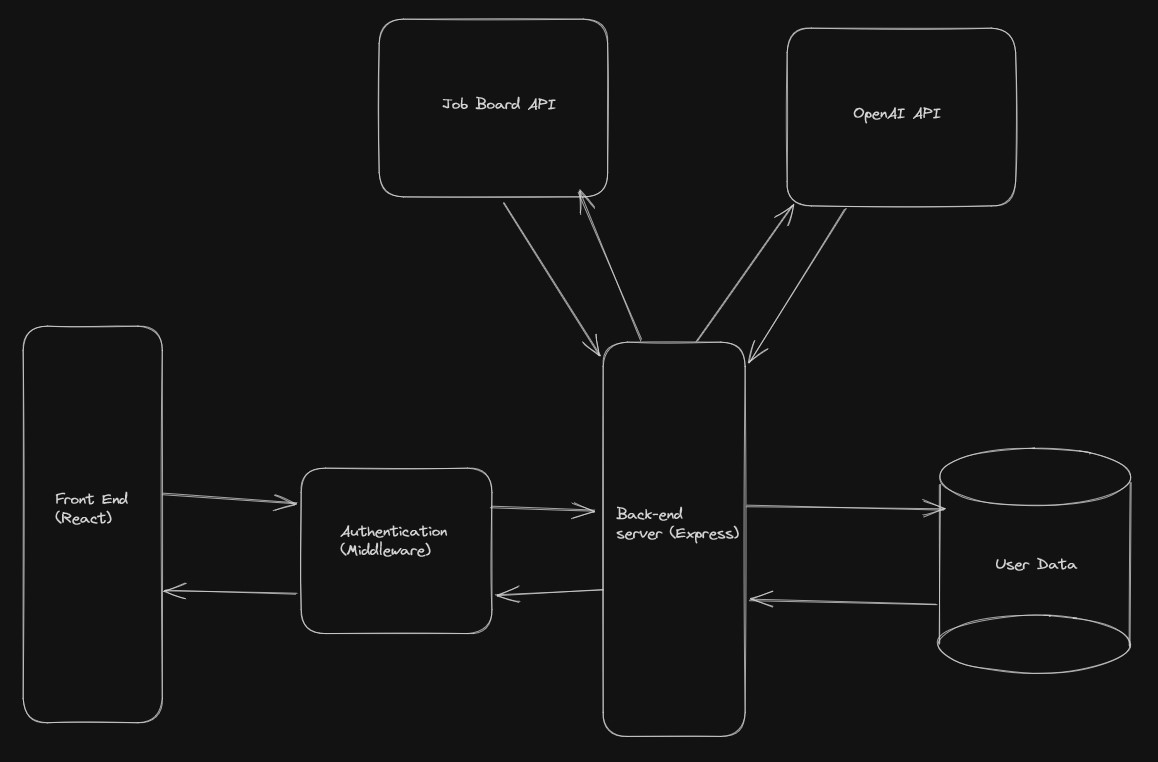 Job Board API
OpenAI API
Front End
(React)
Authentication
(Middleware)
Back-end
server (Express)
User Data